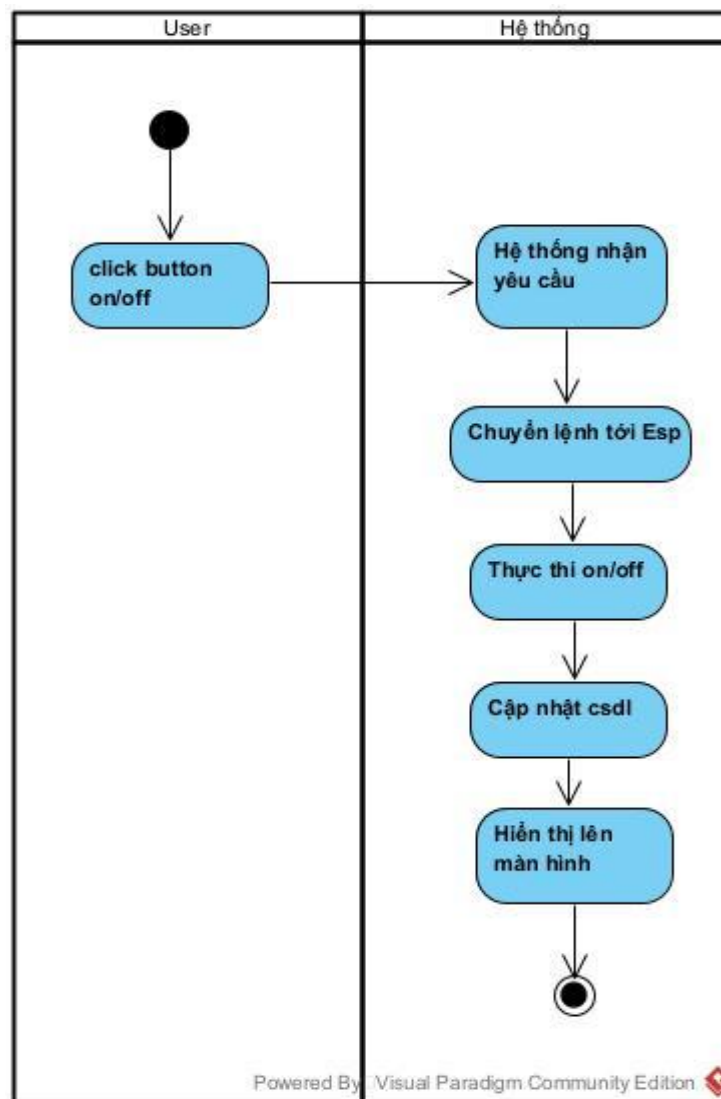 User
Hệ thống
click button
on/off
Hệ thống nhận
yêu cầu
Chuyển lệnh tới Esp
Thực thi on/off
Cập nhật csdl
Hiển thị lên
màn hình
Powered By Visual Paradigm Community Edition